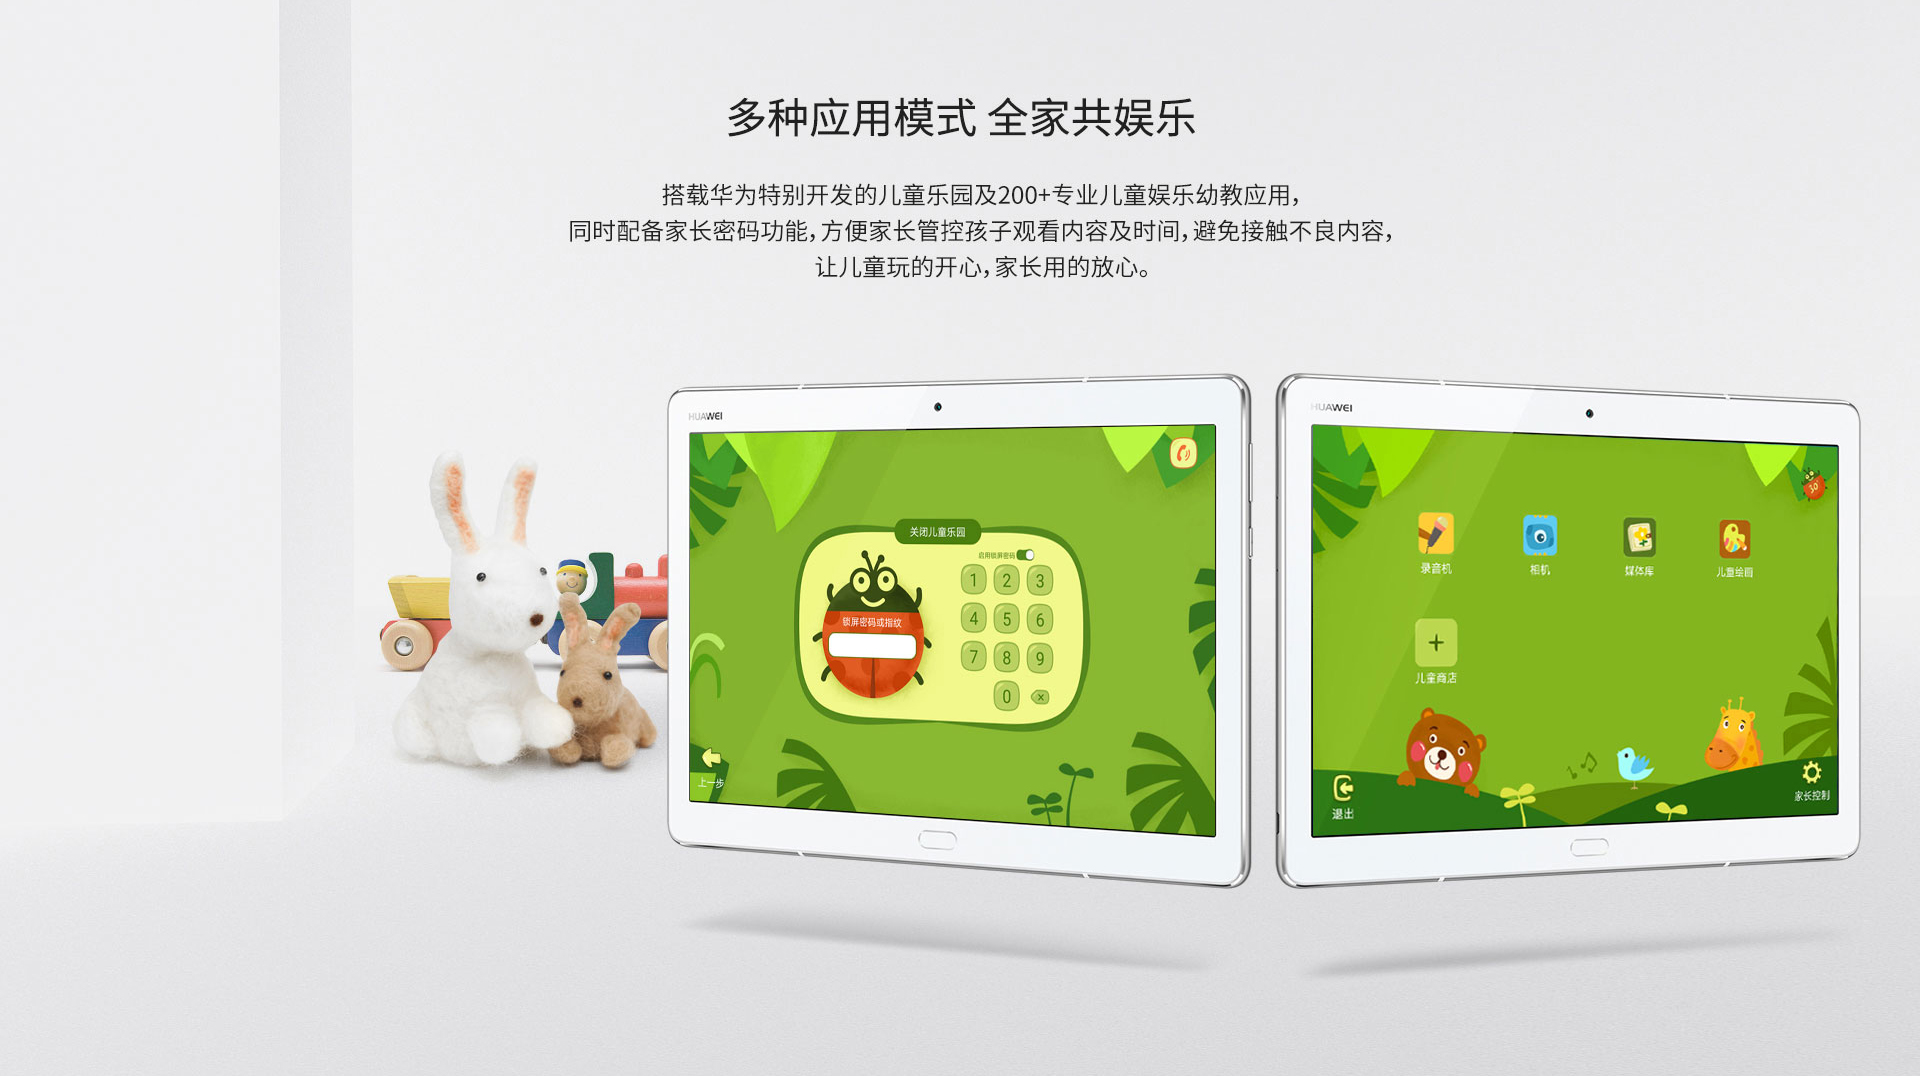 多种应用模式 全家共娱乐
搭载华为特别开发的儿童乐园及200+专业儿童娱乐幼教应用，
同时配备家长密码功能，方便家长管控孩子观看内容及时间，避免接触不良内容，
让儿童玩的开心，家长用的放心。
HUAWEI
关闭儿童乐园
启用锁屏密码
锁屏密码或指纹
1 2 3
4 5 6
7 8 9
0
上一步
HUAWEI
30
录音机 相机 媒体库 儿童绘画
+
儿童商店
退出
家长控制